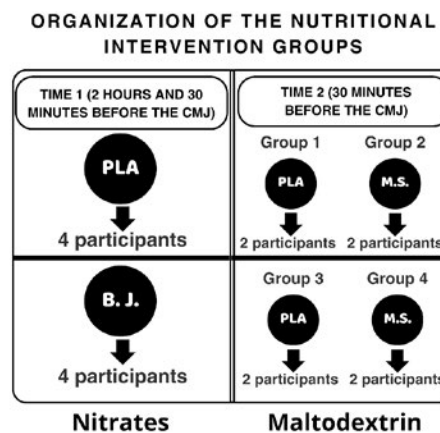 ORGANIZATION OF THE NUTRITIONAL
INTERVENTION GROUPS
TIME 1 (2 HOURS AND 30
MINUTES BEFORE THE CMJ)
PLA
4 participants
TIME 2 (30 MINUTES
BEFORE THE CMJ)
Group 1 Group 2
PLA M.S.
2 participants 2 participants
B. J.
4 participants
Group 3 Group 4
PLA M.S.
2 participants 2 participants
Nitrates Maltodextrin